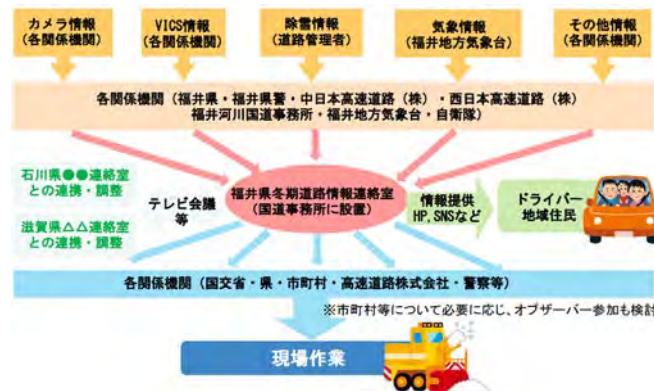 カメラ情報
(各関係機関)
VICS情報
(各関係機関)
除雪情報
(道路管理者)
気象情報
(福井地方気象台)
その他情報
(各関係機関)
各関係機関(福井県・福井県警・中日本高速道路(株)・西日本高速道路(株)
福井河川国道事務所・福井地方気象台・自衛隊)
石川県●●連絡室
との連携・調整
滋賀県△△連絡室
との連携・調整
テレビ会議
等
福井県冬期道路情報連絡室
(国道事務所に設置)
情報提供
HP,SNSなど
ドライバー
地域住民
各関係機関(国交省・県・市町村・高速道路株式会社・警察等)
※市町村等について必要に応じ、オブザーバー参加も検討
現場作業